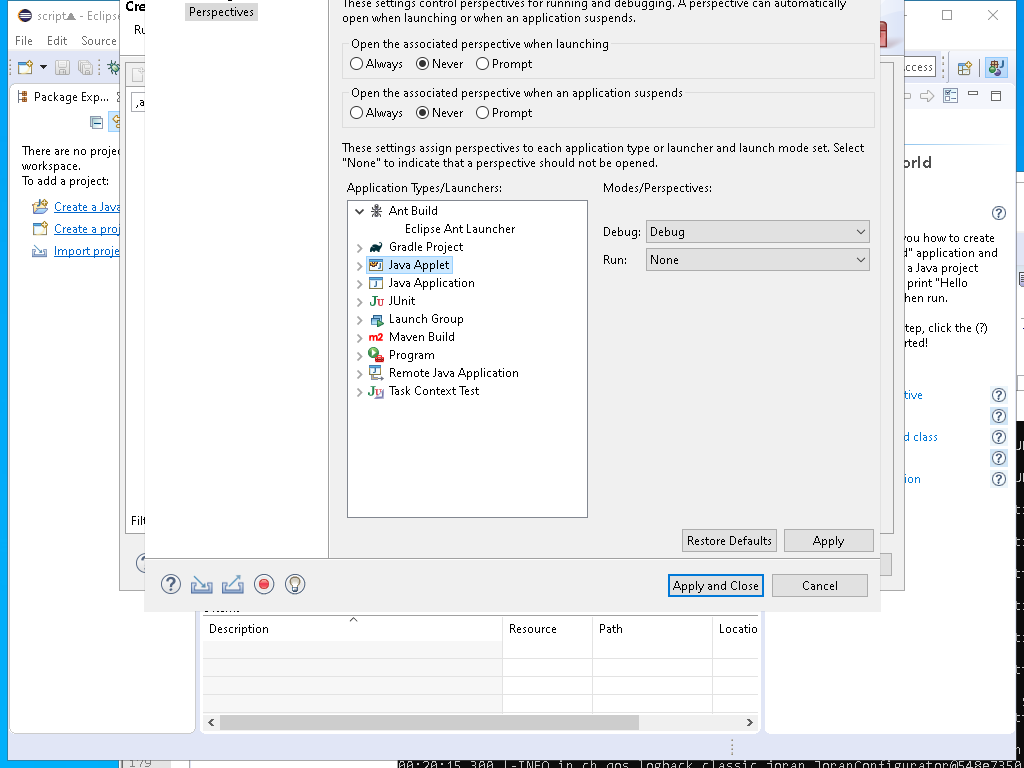 script - Eclips
Cre
Perspectives
These settings control perspectives for running and debugging. A perspective can automatically
open when launching or when an application suspends.
File Edit Source
Ru
Open the associated perspective when launching
Always Never Prompt
ccess
Package Exp...
Open the associated perspective when an application suspends
Always Never Prompt
There are no proje
workspace.
To add a project:
These settings assign perspectives to each application type or launcher and launch mode set. Select
"None" to indicate that a perspective should not be opened.
orld
Create a Java
Create a proj
Import proje
Application Types/Launchers:
Modes/Perspectives:
Ant Build
Eclipse Ant Launcher
Gradle Project
Java Applet
Java Application
JUnit
Launch Group
Maven Build
Program
Remote Java Application
Task Context Test
Debug: Debug
Run: None
you how to create
d" application and
a Java project
print "Hello
hen run.
tep, click the (?)
rted!
tive
d class
ion
Filt
Restore Defaults
Apply
Apply and Close
Cancel
Description
Resource
Path
Locatio
179
00:20:15,300 |-INFO in ch.qos.logback.classic.joran.JoranConfigurator@548e7350